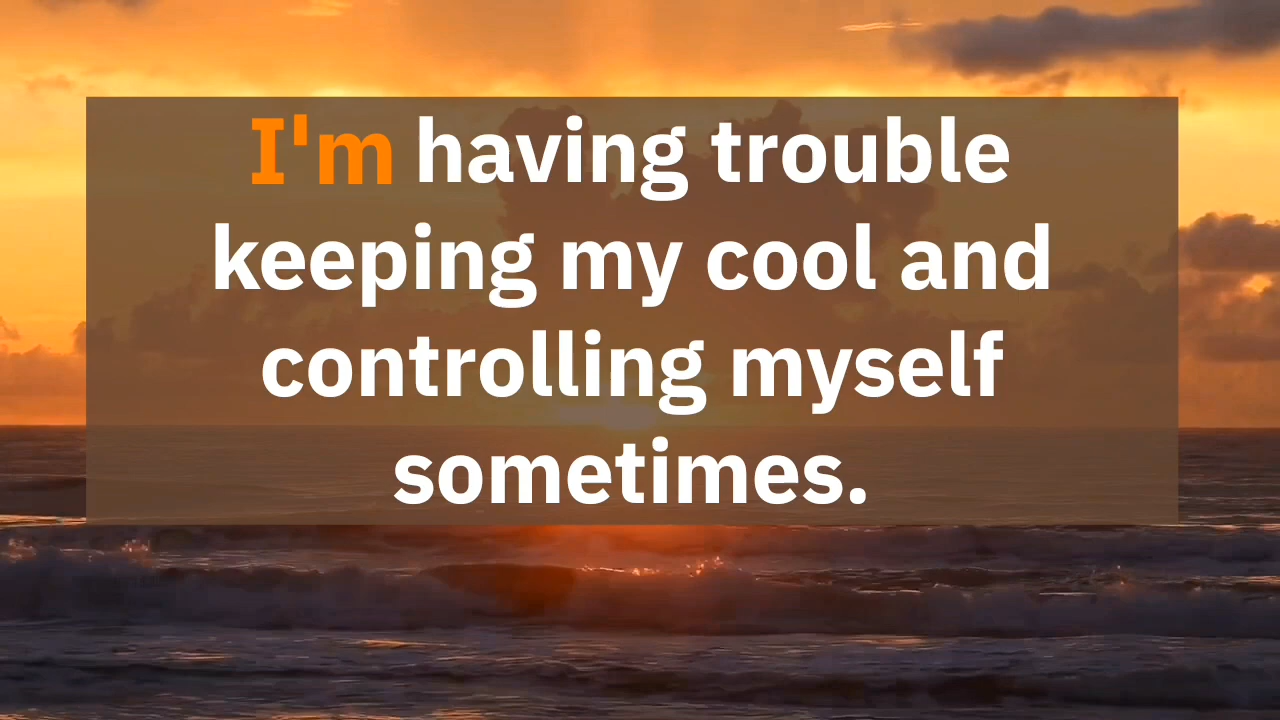 I'm having trouble
keeping my cool and
controlling myself
sometimes.